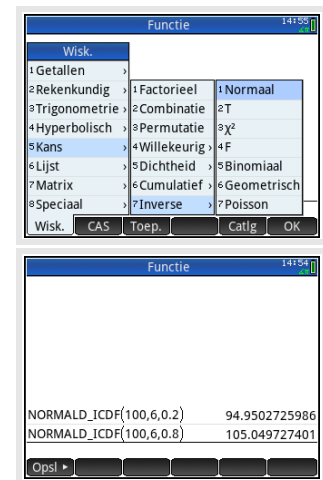 Functie 14:55
Wisk.
1 Getallen ›
2 Rekenkundig › 1 Factorieel 1 Normaal
3 Trigonometrie › 2 Combinatie 2 T
4 Hyperbolisch › 3 Permutatie 3 χ²
5 Kans › 4 Willekeurig › 4 F
6 Lijst › 5 Dichtheid › 5 Binomiaal
7 Matrix › 6 Cumulatief › 6 Geometrisch
8 Speciaal › 7 Inverse › 7 Poisson
Wisk. CAS Toep. Catlg OK
Functie 14:54
NORMALD_ICDF(100,6,0.2) 94.9502725986
NORMALD_ICDF(100,6,0.8) 105.049727401
Opsl ▸